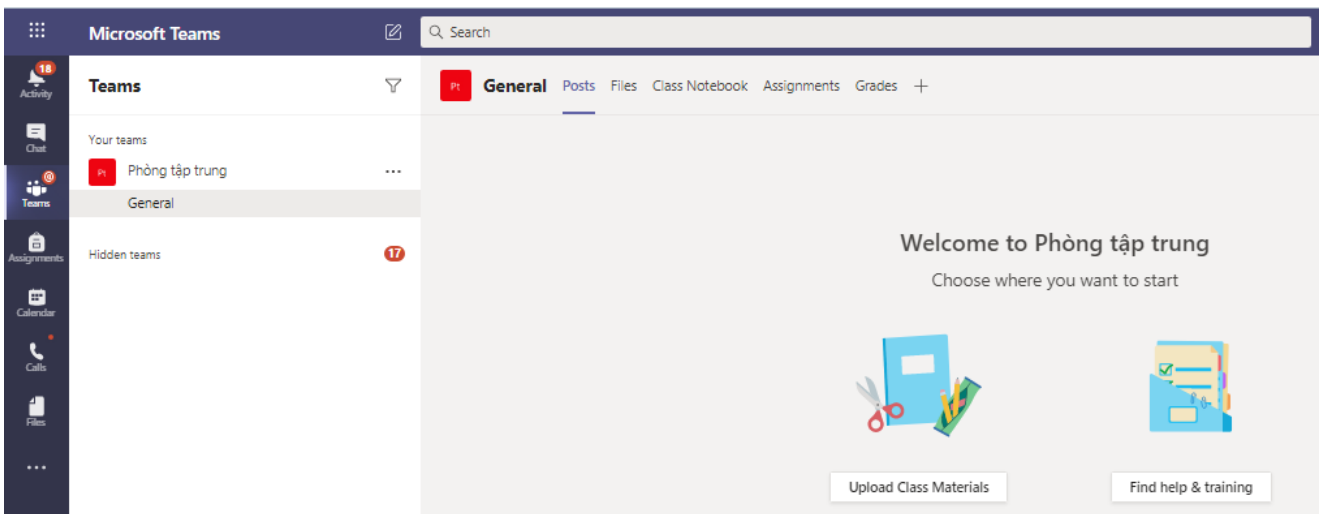 Microsoft Teams
Search
18
Activity
Teams
Pt
General
Posts
Files
Class Notebook
Assignments
Grades
Chat
Your teams
Pt
Phòng tập trung
...
@
Teams
General
Assignments
Hidden teams
17
Welcome to Phòng tập trung
Choose where you want to start
Calendar
Calls
Files
...
Upload Class Materials
Find help & training